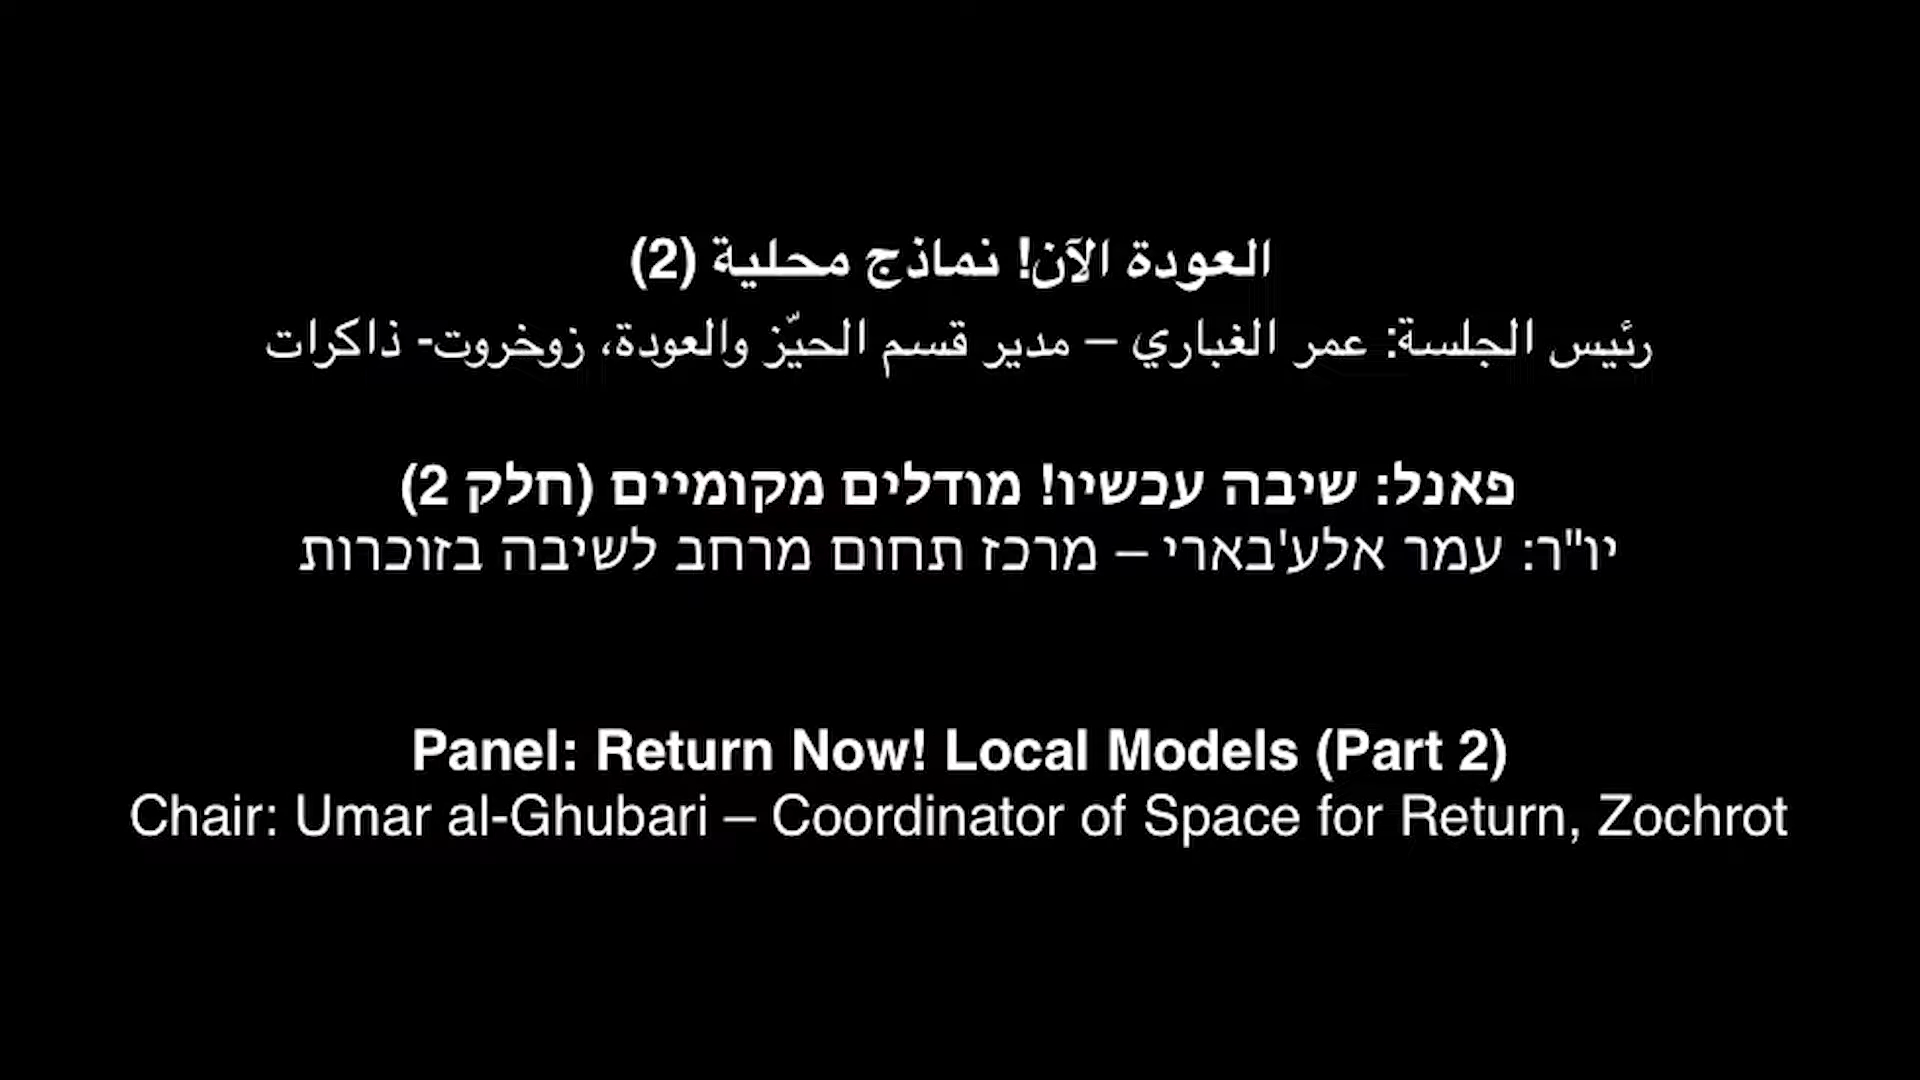 العودة الآن! نماذج محلية (2)
رئيس الجلسة: عمر الغباري – مدير قسم الحيّز والعودة، زوخروت- ذاكرات
פאנל: שיבה עכשיו! מודלים מקומיים (חלק 2)
יו"ר: עמר אלע'בארי – מרכז תחום מרחב לשיבה בזוכרות
Panel: Return Now! Local Models (Part 2)
Chair: Umar al-Ghubari – Coordinator of Space for Return, Zochrot